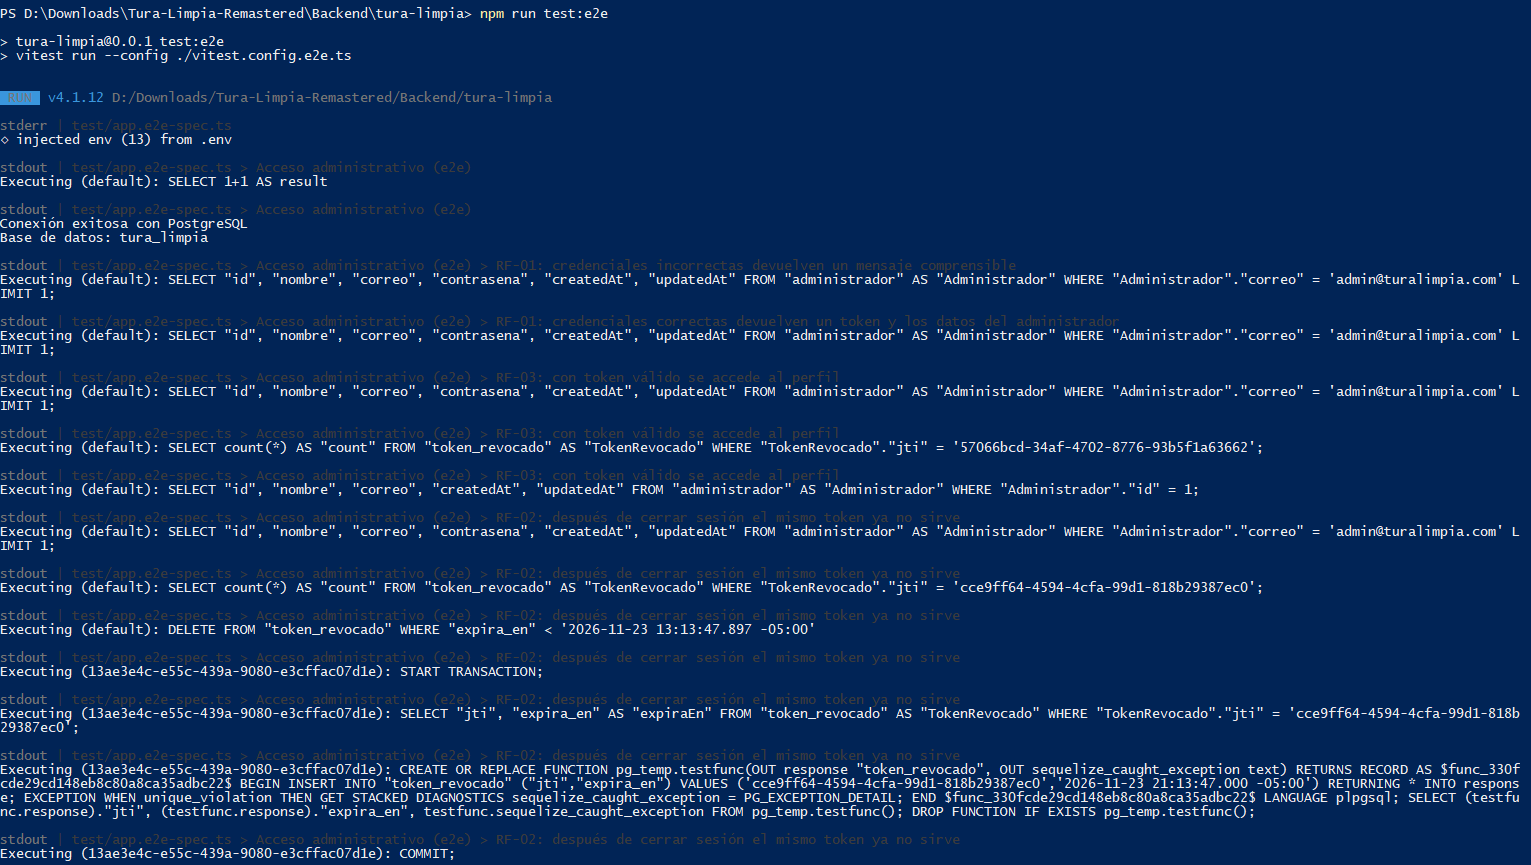 PS D:\Downloads\Tura-Limpia-Remastered\Backend\tura-limpia> npm run test:e2e
> tura-limpia@0.0.1 test:e2e
> vitest run --config ./vitest.config.e2e.ts
RUN v4.1.12 D:/Downloads/Tura-Limpia-Remastered/Backend/tura-limpia
stderr | test/app.e2e-spec.ts
◇ injected env (13) from .env
stdout | test/app.e2e-spec.ts > Acceso administrativo (e2e)
Executing (default): SELECT 1+1 AS result
stdout | test/app.e2e-spec.ts > Acceso administrativo (e2e)
Conexión exitosa con PostgreSQL
Base de datos: tura_limpia
stdout | test/app.e2e-spec.ts > Acceso administrativo (e2e) > RF-01: credenciales incorrectas devuelven un mensaje comprensible
Executing (default): SELECT "id", "nombre", "correo", "contrasena", "createdAt", "updatedAt" FROM "administrador" AS "Administrador" WHERE "Administrador"."correo" = 'admin@turalimpia.com' L
IMIT 1;
stdout | test/app.e2e-spec.ts > Acceso administrativo (e2e) > RF-01: credenciales correctas devuelven un token y los datos del administrador
Executing (default): SELECT "id", "nombre", "correo", "contrasena", "createdAt", "updatedAt" FROM "administrador" AS "Administrador" WHERE "Administrador"."correo" = 'admin@turalimpia.com' L
IMIT 1;
stdout | test/app.e2e-spec.ts > Acceso administrativo (e2e) > RF-03: con token válido se accede al perfil
Executing (default): SELECT "id", "nombre", "correo", "contrasena", "createdAt", "updatedAt" FROM "administrador" AS "Administrador" WHERE "Administrador"."correo" = 'admin@turalimpia.com' L
IMIT 1;
stdout | test/app.e2e-spec.ts > Acceso administrativo (e2e) > RF-03: con token válido se accede al perfil
Executing (default): SELECT count(*) AS "count" FROM "token_revocado" AS "TokenRevocado" WHERE "TokenRevocado"."jti" = '57066bcd-34af-4702-8776-93b5f1a63662';
stdout | test/app.e2e-spec.ts > Acceso administrativo (e2e) > RF-03: con token válido se accede al perfil
Executing (default): SELECT "id", "nombre", "correo", "createdAt", "updatedAt" FROM "administrador" AS "Administrador" WHERE "Administrador"."id" = 1;
stdout | test/app.e2e-spec.ts > Acceso administrativo (e2e) > RF-02: después de cerrar sesión el mismo token ya no sirve
Executing (default): SELECT "id", "nombre", "correo", "contrasena", "createdAt", "updatedAt" FROM "administrador" AS "Administrador" WHERE "Administrador"."correo" = 'admin@turalimpia.com' L
IMIT 1;
stdout | test/app.e2e-spec.ts > Acceso administrativo (e2e) > RF-02: después de cerrar sesión el mismo token ya no sirve
Executing (default): SELECT count(*) AS "count" FROM "token_revocado" AS "TokenRevocado" WHERE "TokenRevocado"."jti" = 'cce9ff64-4594-4cfa-99d1-818b29387ec0';
stdout | test/app.e2e-spec.ts > Acceso administrativo (e2e) > RF-02: después de cerrar sesión el mismo token ya no sirve
Executing (default): DELETE FROM "token_revocado" WHERE "expira_en" < '2026-11-23 13:13:47.897 -05:00'
stdout | test/app.e2e-spec.ts > Acceso administrativo (e2e) > RF-02: después de cerrar sesión el mismo token ya no sirve
Executing (13ae3e4c-e55c-439a-9080-e3cffac07d1e): START TRANSACTION;
stdout | test/app.e2e-spec.ts > Acceso administrativo (e2e) > RF-02: después de cerrar sesión el mismo token ya no sirve
Executing (13ae3e4c-e55c-439a-9080-e3cffac07d1e): SELECT "jti", "expira_en" AS "expiraEn" FROM "token_revocado" AS "TokenRevocado" WHERE "TokenRevocado"."jti" = 'cce9ff64-4594-4cfa-99d1-818b
29387ec0';
stdout | test/app.e2e-spec.ts > Acceso administrativo (e2e) > RF-02: después de cerrar sesión el mismo token ya no sirve
Executing (13ae3e4c-e55c-439a-9080-e3cffac07d1e): CREATE OR REPLACE FUNCTION pg_temp.testfunc(OUT response "token_revocado", OUT sequelize_caught_exception text) RETURNS RECORD AS $func_330f
cde29cd148eb8c80a8ca35adbc22$ BEGIN INSERT INTO "token_revocado" ("jti","expira_en") VALUES ('cce9ff64-4594-4cfa-99d1-818b29387ec0','2026-11-23 21:13:47.000 -05:00') RETURNING * INTO respons
e; EXCEPTION WHEN unique_violation THEN GET STACKED DIAGNOSTICS sequelize_caught_exception = PG_EXCEPTION_DETAIL; END $func_330fcde29cd148eb8c80a8ca35adbc22$ LANGUAGE plpgsql; SELECT (testfu
nc.response)."jti", (testfunc.response)."expira_en", testfunc.sequelize_caught_exception FROM pg_temp.testfunc(); DROP FUNCTION IF EXISTS pg_temp.testfunc();
stdout | test/app.e2e-spec.ts > Acceso administrativo (e2e) > RF-02: después de cerrar sesión el mismo token ya no sirve
Executing (13ae3e4c-e55c-439a-9080-e3cffac07d1e): COMMIT;